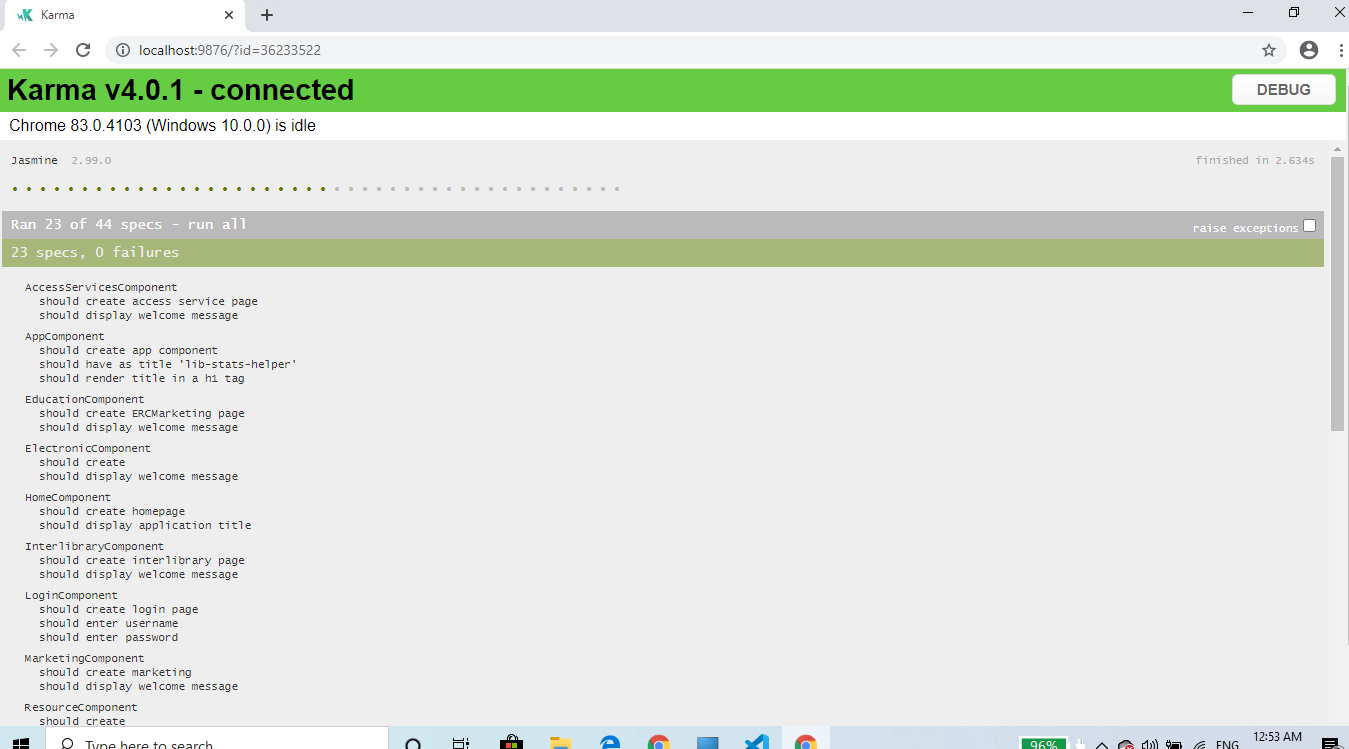 Karma
localhost:9876/?id=36233522
Karma v4.0.1 - connected
DEBUG
Chrome 83.0.4103 (Windows 10.0.0) is idle
Jasmine 2.99.0
finished in 2.634s
Ran 23 of 44 specs - run all
raise exceptions
23 specs, 0 failures
AccessServicesComponent
should create access service page
should display welcome message
AppComponent
should create app component
should have as title 'lib-stats-helper'
should render title in a h1 tag
EducationComponent
should create ERCMarketing page
should display welcome message
ElectronicComponent
should create
should display welcome message
HomeComponent
should create homepage
should display application title
InterlibraryComponent
should create interlibrary page
should display welcome message
LoginComponent
should create login page
should enter username
should enter password
MarketingComponent
should create marketing
should display welcome message
ResourceComponent
should create
Type here to search
96%
ENG
12:53 AM